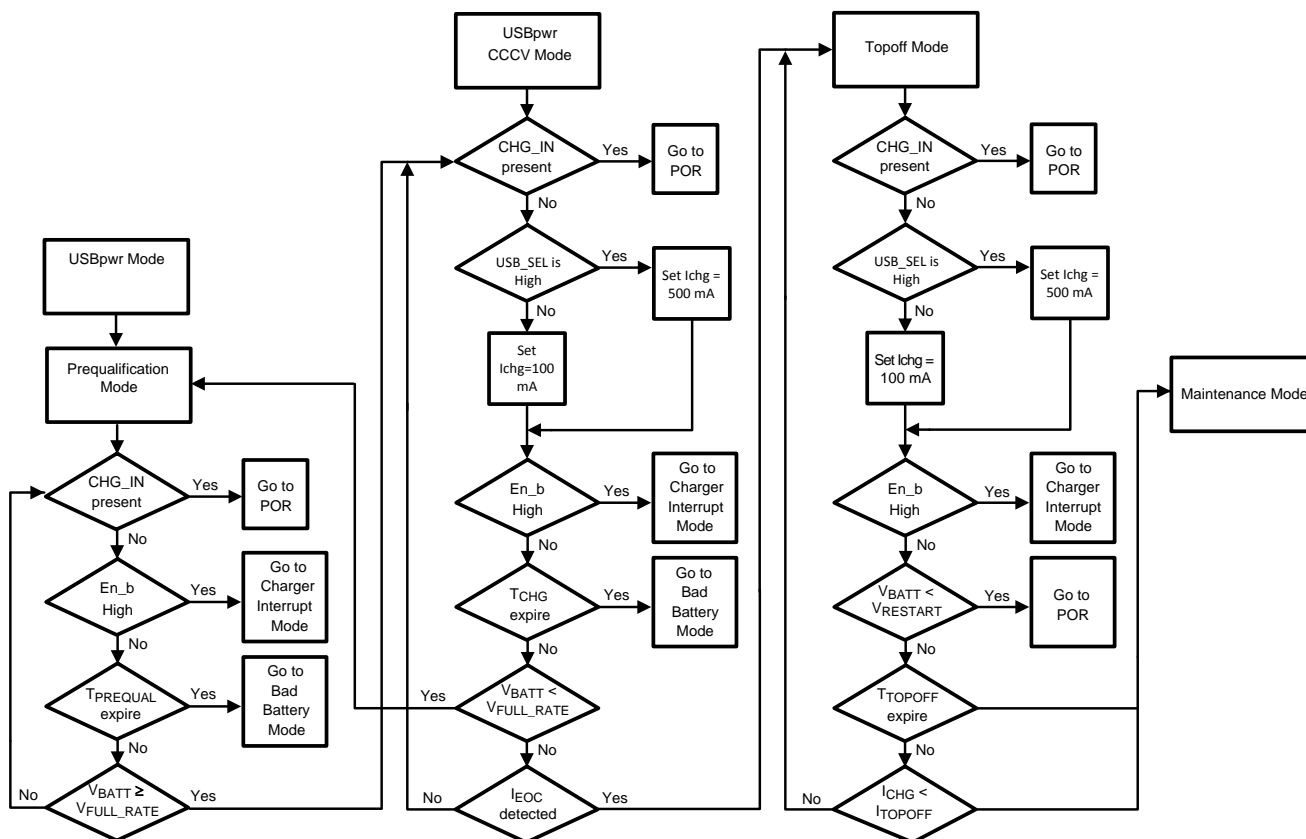 USBpwr Mode
Prequalification
Mode
CHG_IN
present
Yes
Go to
POR
No
En_b
High
Yes
Go to
Charger
Interrupt
Mode
No
TPREQUAL
expire
Yes
Go to
Bad
Battery
Mode
No
VBATT ≥
VFULL_RATE
No
Yes
USBpwr
CCCV Mode
CHG_IN
present
Yes
Go to
POR
No
USB_SEL is
High
Yes
Set Ichg =
500 mA
No
Set
Ichg=100
mA
En_b
High
Yes
Go to
Charger
Interrupt
Mode
No
TCHG
expire
Yes
Go to
Bad
Battery
Mode
No
VBATT <
VFULL_RATE
Yes
No
IEOC
detected
No
Yes
Topoff Mode
CHG_IN
present
Yes
Go to
POR
No
USB_SEL is
High
Yes
Set Ichg =
500 mA
No
Set Ichg =
100 mA
En_b
High
Yes
Go to
Charger
Interrupt
Mode
No
VBATT <
VRESTART
Yes
Go to
POR
No
TTOPOFF
expire
No
ICHG <
ITOPOFF
No
Maintenance Mode